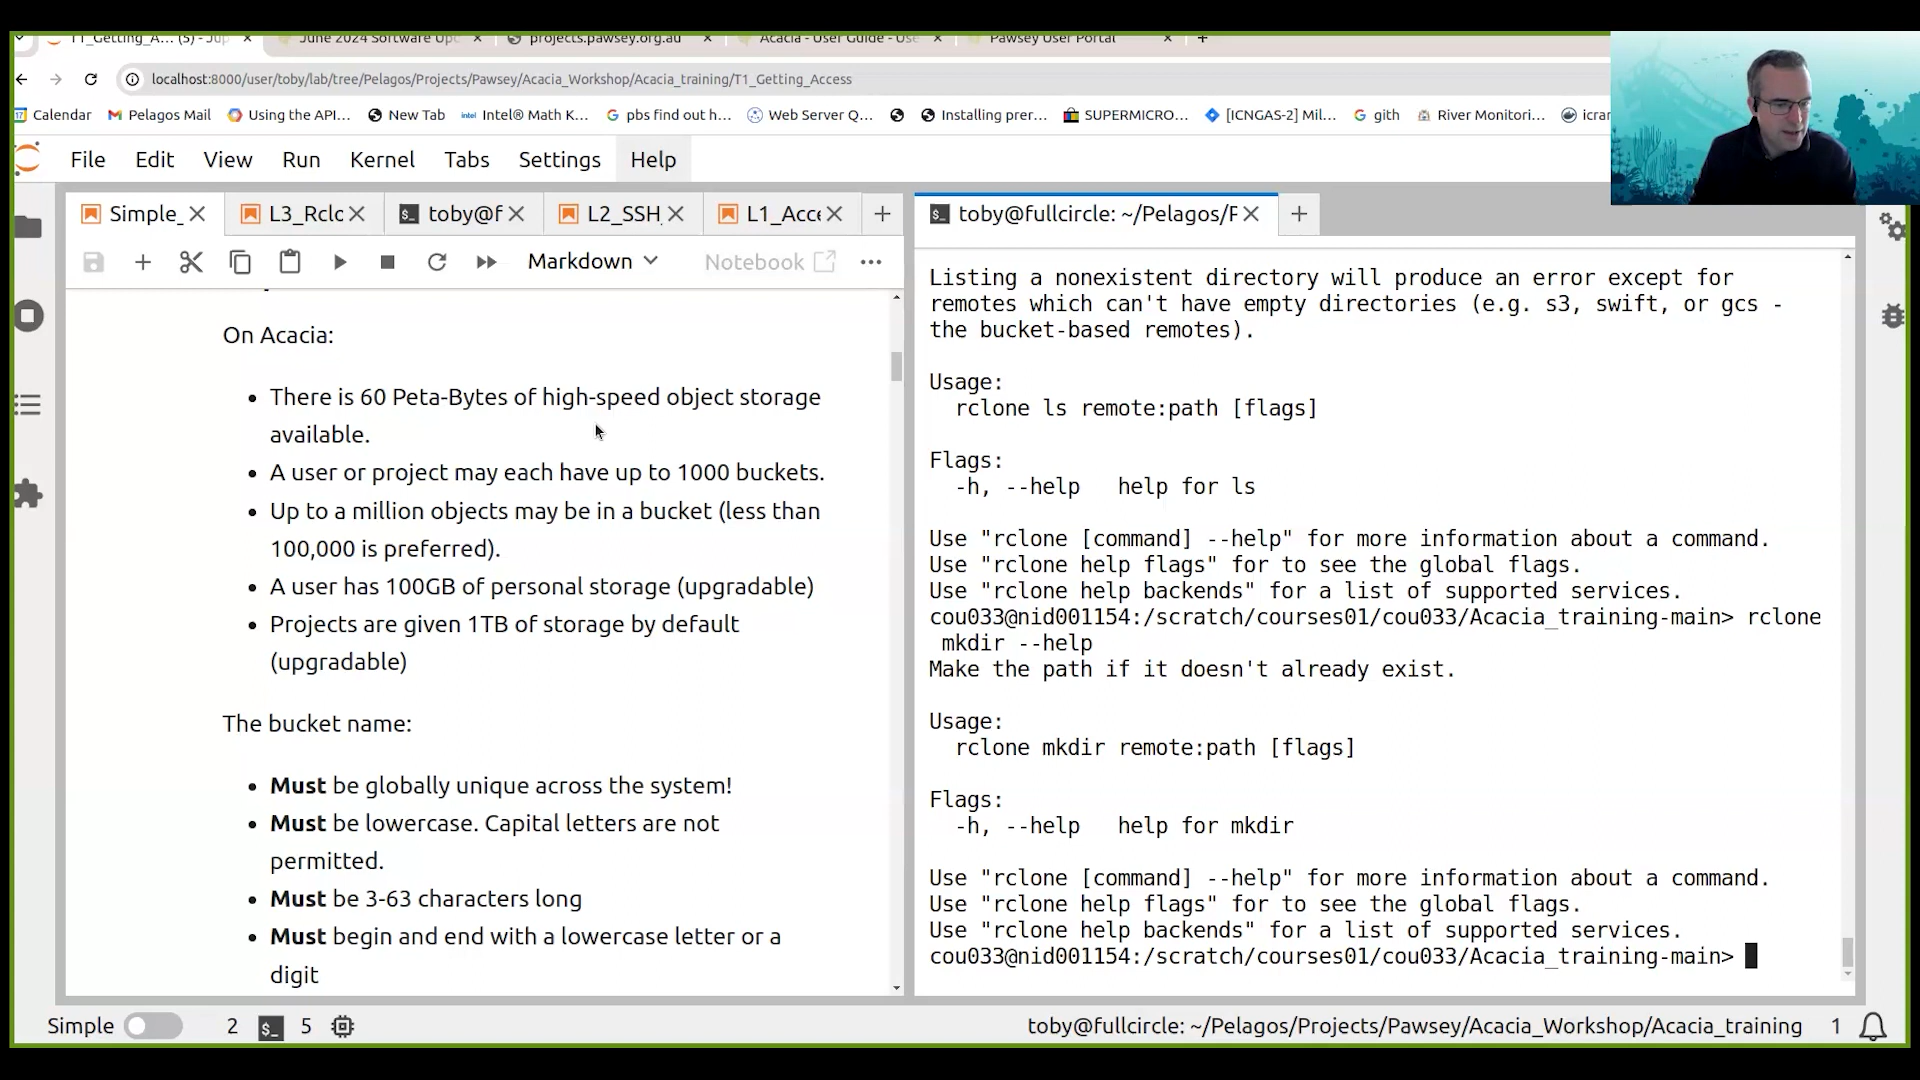 T1_Getting_A... (5) - Jup
June 2024 Software Up
projects.pawsey.org.au
Acacia - User Guide - Use
Pawsey User Portal
localhost:8000/user/toby/lab/tree/Pelagos/Projects/Pawsey/Acacia_Workshop/Acacia_training/T1_Getting_Access
Calendar
Pelagos Mail
Using the API...
New Tab
intel Intel® Math K...
pbs find out h...
Web Server Q...
Installing prer...
SUPERMICRO...
[ICNGAS-2] Mil...
gith
River Monitori...
icrar
File Edit View Run Kernel Tabs Settings Help
Simple_
L3_Rclo
toby@f
L2_SSH
L1_Acce
toby@fullcircle: ~/Pelagos/P
Markdown
Notebook
On Acacia:
• There is 60 Peta-Bytes of high-speed object storage
available.
• A user or project may each have up to 1000 buckets.
• Up to a million objects may be in a bucket (less than
100,000 is preferred).
• A user has 100GB of personal storage (upgradable)
• Projects are given 1TB of storage by default
(upgradable)
The bucket name:
• Must be globally unique across the system!
• Must be lowercase. Capital letters are not
permitted.
• Must be 3-63 characters long
• Must begin and end with a lowercase letter or a
digit
Listing a nonexistent directory will produce an error except for
remotes which can't have empty directories (e.g. s3, swift, or gcs -
the bucket-based remotes).
Usage:
rclone ls remote:path [flags]
Flags:
-h, --help   help for ls
Use "rclone [command] --help" for more information about a command.
Use "rclone help flags" for to see the global flags.
Use "rclone help backends" for a list of supported services.
cou033@nid001154:/scratch/courses01/cou033/Acacia_training-main> rclone
mkdir --help
Make the path if it doesn't already exist.
Usage:
rclone mkdir remote:path [flags]
Flags:
-h, --help   help for mkdir
Use "rclone [command] --help" for more information about a command.
Use "rclone help flags" for to see the global flags.
Use "rclone help backends" for a list of supported services.
cou033@nid001154:/scratch/courses01/cou033/Acacia_training-main>
Simple
2
5
toby@fullcircle: ~/Pelagos/Projects/Pawsey/Acacia_Workshop/Acacia_training
1